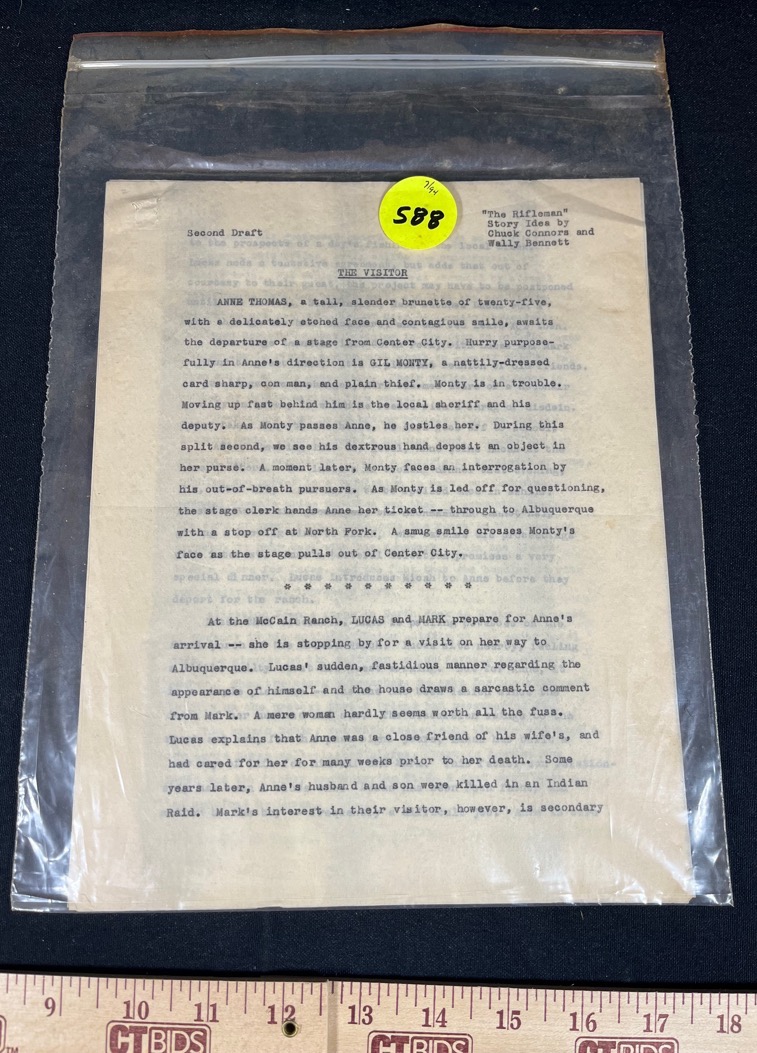 7/94
588
Second Draft
"The Rifleman"
Story Idea by
Chuck Connors and
Wally Bennett
THE VISITOR
ANNE THOMAS, a tall, slender brunette of twenty-five,
with a delicately etched face and contagious smile, awaits
the departure of a stage from Center City. Hurry purpose-
fully in Anne's direction is GIL MONTY, a nattily-dressed
card sharp, con man, and plain thief. Monty is in trouble.
Moving up fast behind him is the local sheriff and his
deputy. As Monty passes Anne, he jostles her. During this
split second, we see his dextrous hand deposit an object in
her purse. A moment later, Monty faces an interrogation by
his out-of-breath pursuers. As Monty is led off for questioning,
the stage clerk hands Anne her ticket -- through to Albuquerque
with a stop off at North Fork. A smug smile crosses Monty's
face as the stage pulls out of Center City.
* * * * * * * * * *
At the McCain Ranch, LUCAS and MARK prepare for Anne's
arrival -- she is stopping by for a visit on her way to
Albuquerque. Lucas' sudden, fastidious manner regarding the
appearance of himself and the house draws a sarcastic comment
from Mark. A mere woman hardly seems worth all the fuss.
Lucas explains that Anne was a close friend of his wife's, and
had cared for her for many weeks prior to her death. Some
years later, Anne's husband and son were killed in an Indian
Raid. Mark's interest in their visitor, however, is secondary
9 10 11 12 13 14 15 16 17 18
CTBIDS CTBIDS CTBIDS